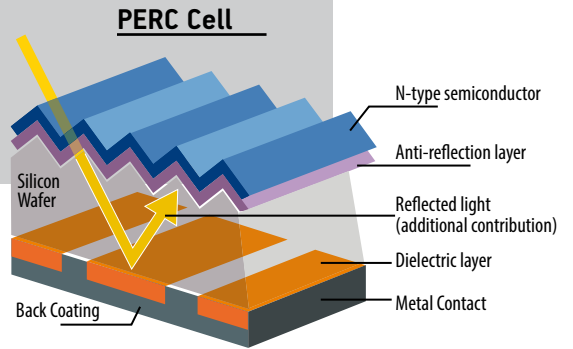 PERC Cell
N-type semiconductor
Anti-reflection layer
Silicon
Wafer
Reflected light
(additional contribution)
Dielectric layer
Back Coating
Metal Contact